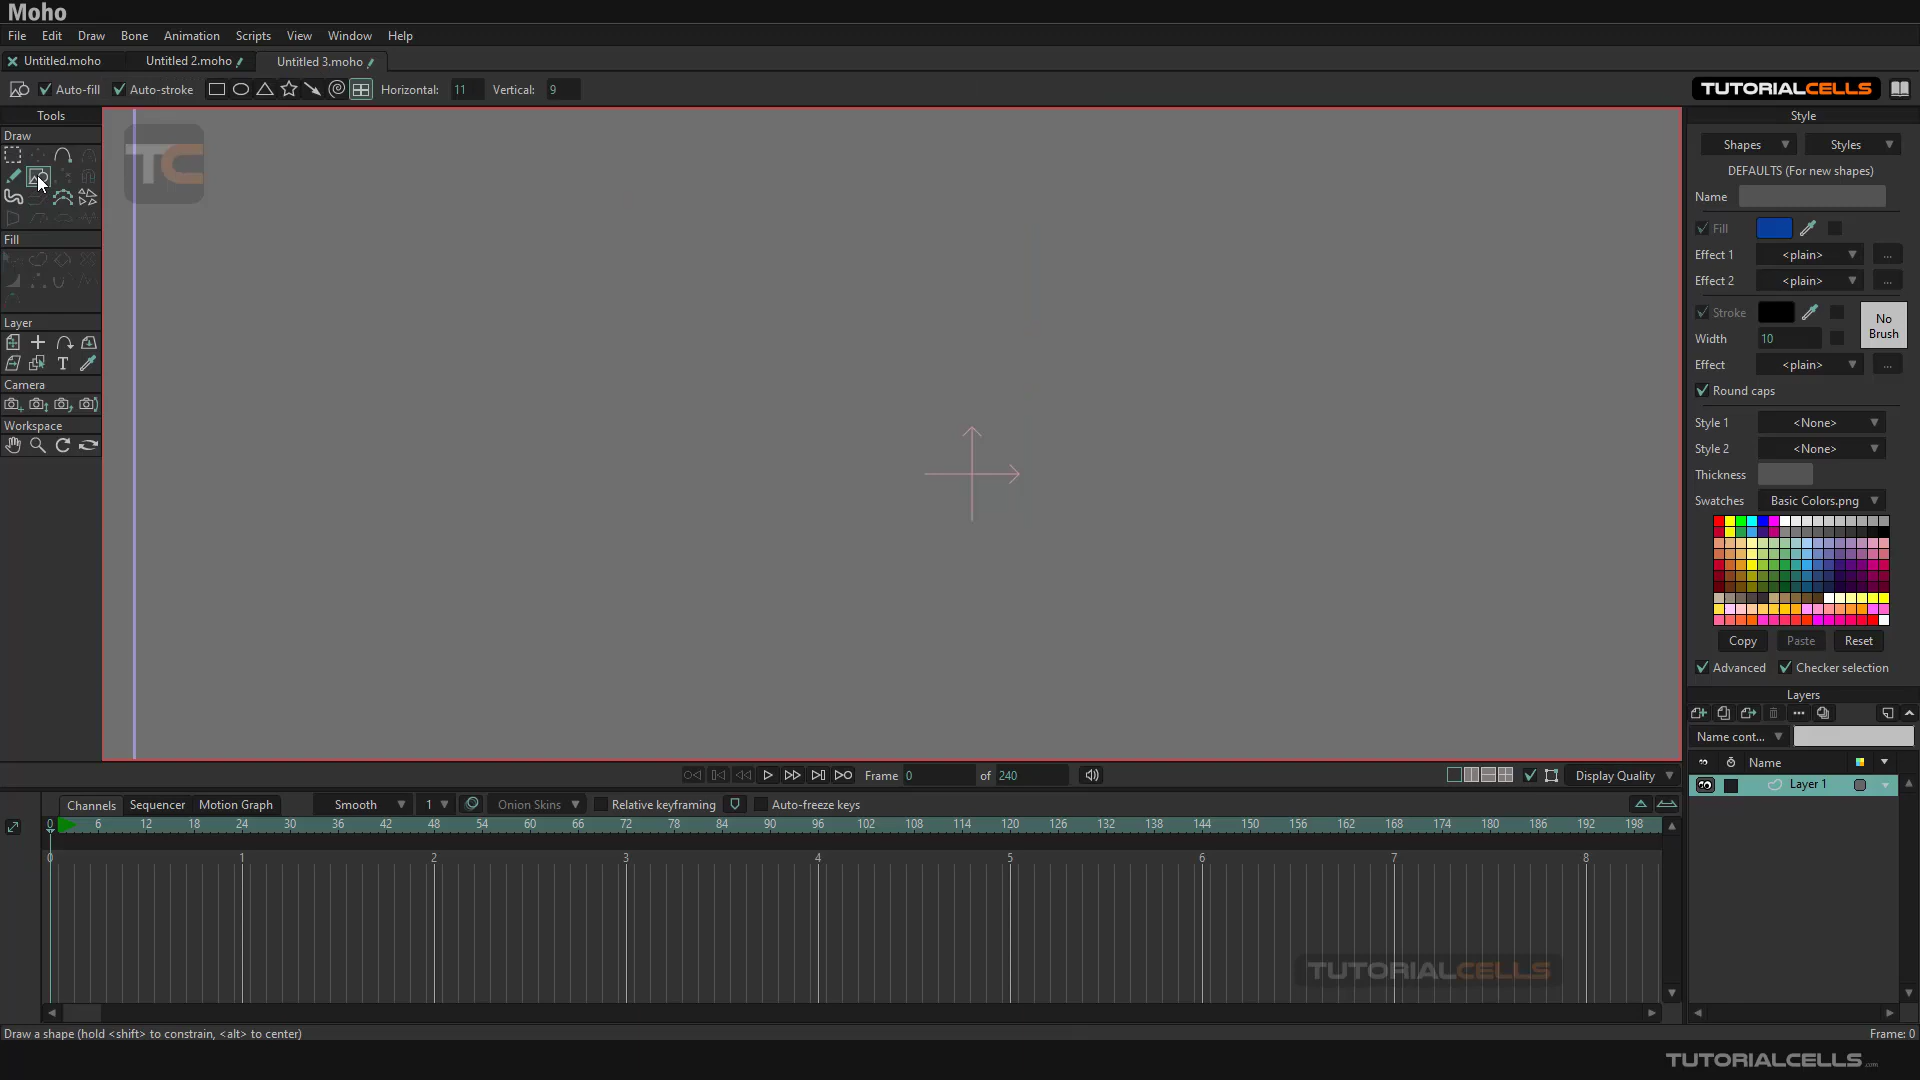 Moho
File Edit Draw Bone Animation Scripts View Window Help
Untitled.moho Untitled 2.moho Untitled 3.moho
Auto-fill Auto-stroke Horizontal: 11 Vertical: 9
TUTORIALCELLS
Tools
Draw
Fill
Layer
T
Camera
Workspace
TC
Style
Shapes Styles
DEFAULTS (For new shapes)
Name
Fill
Effect 1 <plain> ...
Effect 2 <plain> ...
Stroke
No Brush
Width 10
Effect <plain> ...
Round caps
Style 1 <None>
Style 2 <None>
Thickness
Swatches Basic Colors.png
Copy Paste Reset
Advanced Checker selection
Layers
Name cont...
Name
Layer 1
Frame 0 of 240 Display Quality
Channels Sequencer Motion Graph Smooth 1 Onion Skins Relative keyframing Auto-freeze keys
0 6 12 18 24 30 36 42 48 54 60 66 72 78 84 90 96 102 108 114 120 126 132 138 144 150 156 162 168 174 180 186 192 198
0 1 2 3 4 5 6 7 8
TUTORIALCELLS
Draw a shape (hold <shift> to constrain, <alt> to center) Frame: 0
TUTORIALCELLS.com